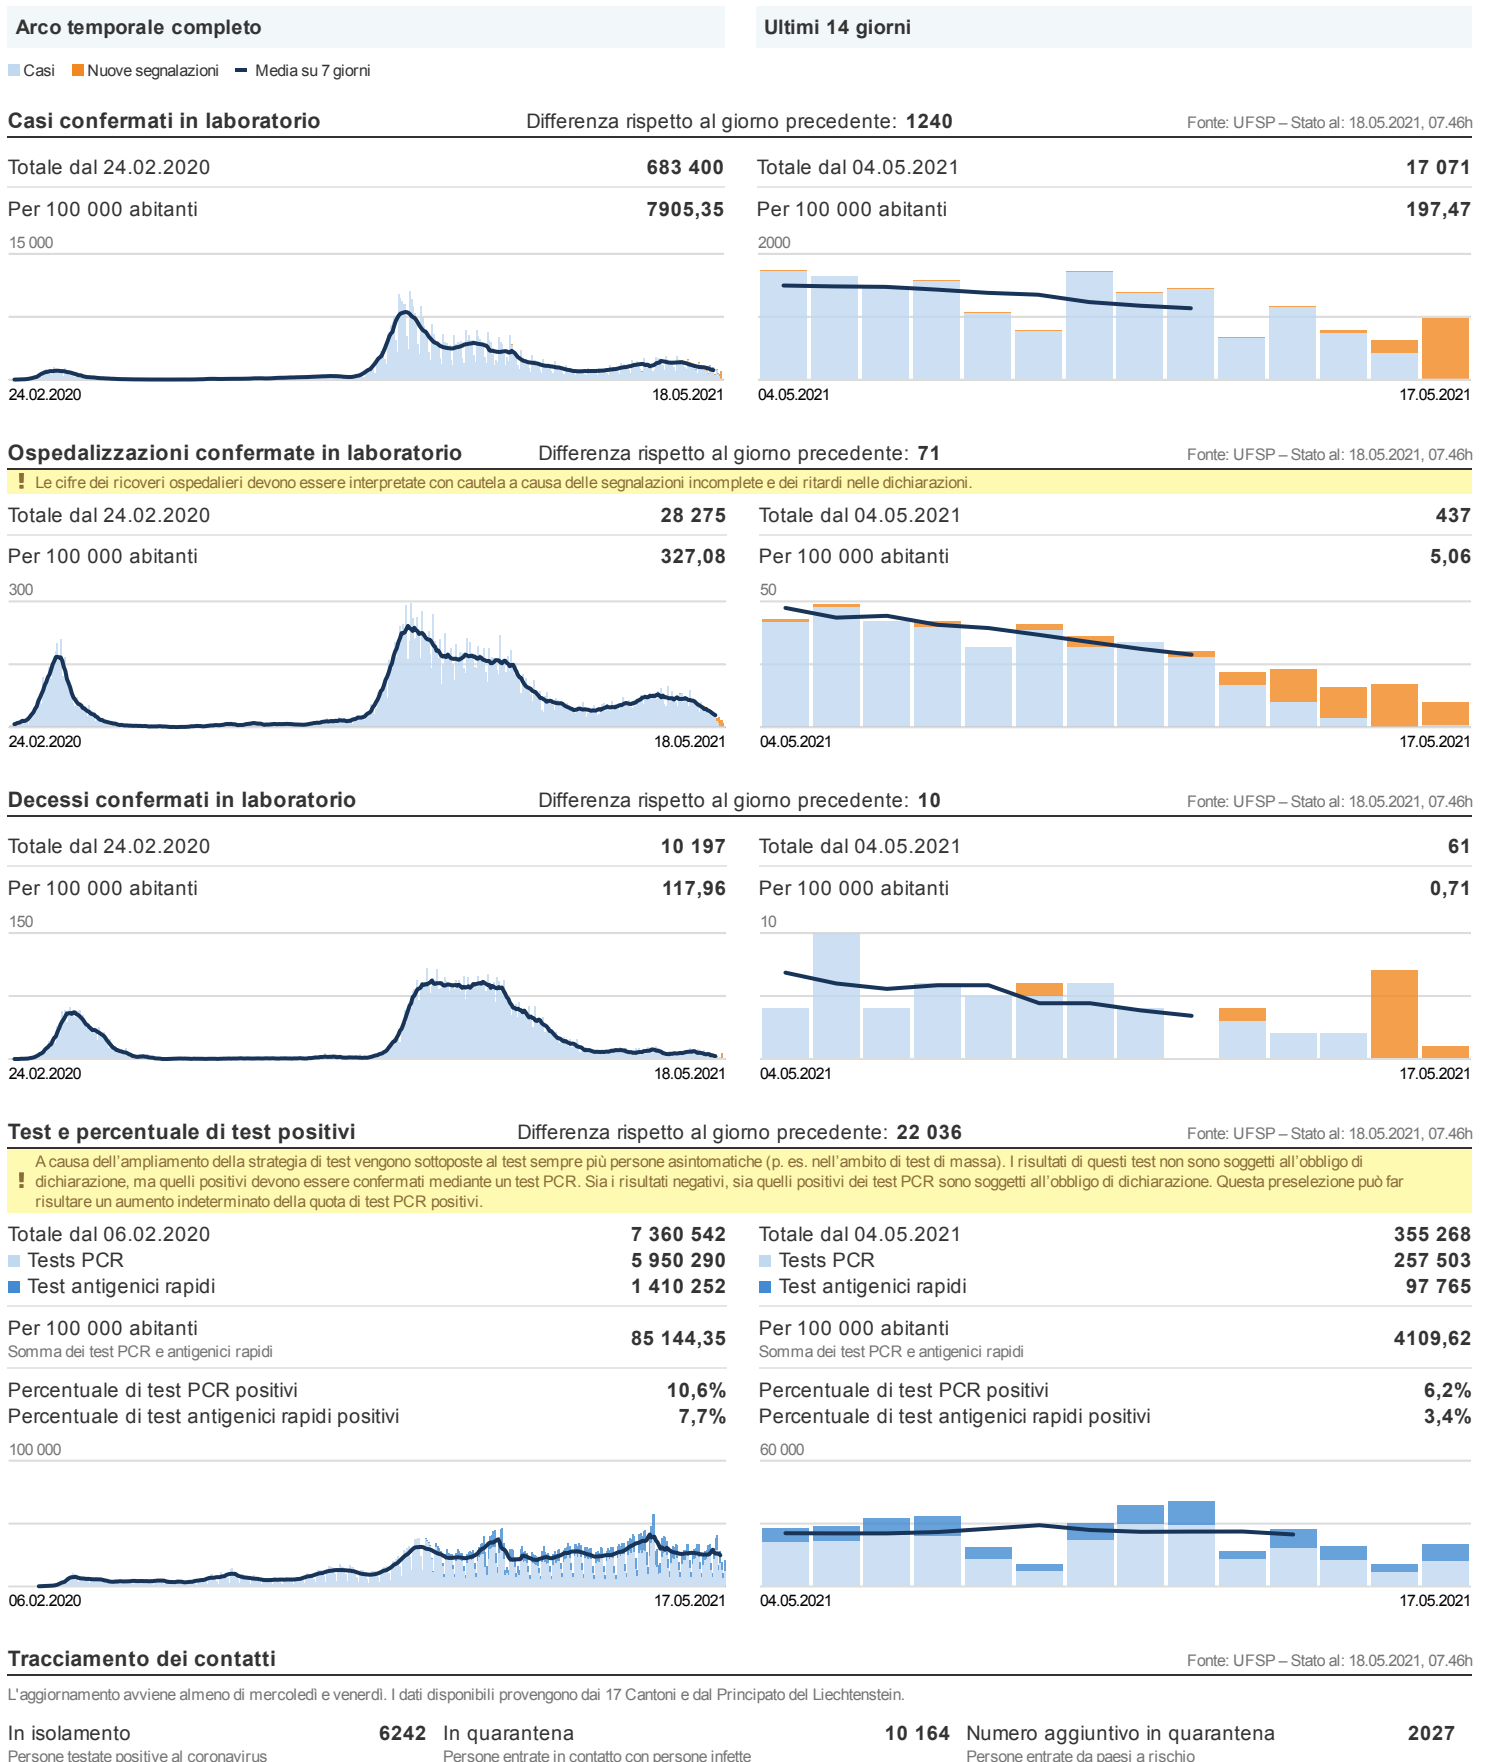 Arco temporale completo
Ultimi 14 giorni
Casi Nuove segnalazioni Media su 7 giorni
Casi confermati in laboratorio Differenza rispetto al giorno precedente: 1240 Fonte: UFSP – Stato al: 18.05.2021, 07.46h
Totale dal 24.02.2020 683 400
Per 100 000 abitanti 7905,35
15 000
24.02.2020 18.05.2021
Totale dal 04.05.2021 17 071
Per 100 000 abitanti 197,47
2000
04.05.2021 17.05.2021
Ospedalizzazioni confermate in laboratorio Differenza rispetto al giorno precedente: 71 Fonte: UFSP – Stato al: 18.05.2021, 07.46h
! Le cifre dei ricoveri ospedalieri devono essere interpretate con cautela a causa delle segnalazioni incomplete e dei ritardi nelle dichiarazioni.
Totale dal 24.02.2020 28 275
Per 100 000 abitanti 327,08
300
24.02.2020 18.05.2021
Totale dal 04.05.2021 437
Per 100 000 abitanti 5,06
50
04.05.2021 17.05.2021
Decessi confermati in laboratorio Differenza rispetto al giorno precedente: 10 Fonte: UFSP – Stato al: 18.05.2021, 07.46h
Totale dal 24.02.2020 10 197
Per 100 000 abitanti 117,96
150
24.02.2020 18.05.2021
Totale dal 04.05.2021 61
Per 100 000 abitanti 0,71
10
04.05.2021 17.05.2021
Test e percentuale di test positivi Differenza rispetto al giorno precedente: 22 036 Fonte: UFSP – Stato al: 18.05.2021, 07.46h
A causa dell'ampliamento della strategia di test vengono sottoposte al test sempre più persone asintomatiche (p. es. nell'ambito di test di massa). I risultati di questi test non sono soggetti all'obbligo di
! dichiarazione, ma quelli positivi devono essere confermati mediante un test PCR. Sia i risultati negativi, sia quelli positivi dei test PCR sono soggetti all'obbligo di dichiarazione. Questa preselezione può far
risultare un aumento indeterminato della quota di test PCR positivi.
Totale dal 06.02.2020 7 360 542
Tests PCR 5 950 290
Test antigenici rapidi 1 410 252
Per 100 000 abitanti 85 144,35
Somma dei test PCR e antigenici rapidi
Percentuale di test PCR positivi 10,6%
Percentuale di test antigenici rapidi positivi 7,7%
100 000
06.02.2020 17.05.2021
Totale dal 04.05.2021 355 268
Tests PCR 257 503
Test antigenici rapidi 97 765
Per 100 000 abitanti 4109,62
Somma dei test PCR e antigenici rapidi
Percentuale di test PCR positivi 6,2%
Percentuale di test antigenici rapidi positivi 3,4%
60 000
04.05.2021 17.05.2021
Tracciamento dei contatti Fonte: UFSP – Stato al: 18.05.2021, 07.46h
L'aggiornamento avviene almeno di mercoledì e venerdì. I dati disponibili provengono dai 17 Cantoni e dal Principato del Liechtenstein.
In isolamento 6242 In quarantena 10 164 Numero aggiuntivo in quarantena 2027
Persone testate positive al coronavirus Persone entrate in contatto con persone infette Persone entrate da paesi a rischio